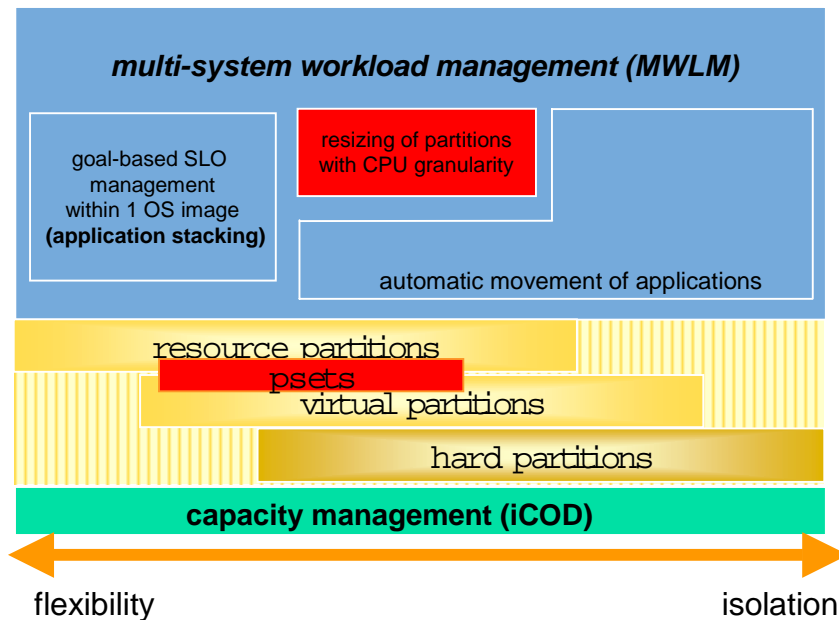 multi-system workload management (MWLM)
goal-based SLO
management
within 1 OS image
(application stacking)
resizing of partitions
with CPU granularity
automatic movement of applications
resource partitions
psets
virtual partitions
hard partitions
capacity management (iCOD)
flexibility
isolation